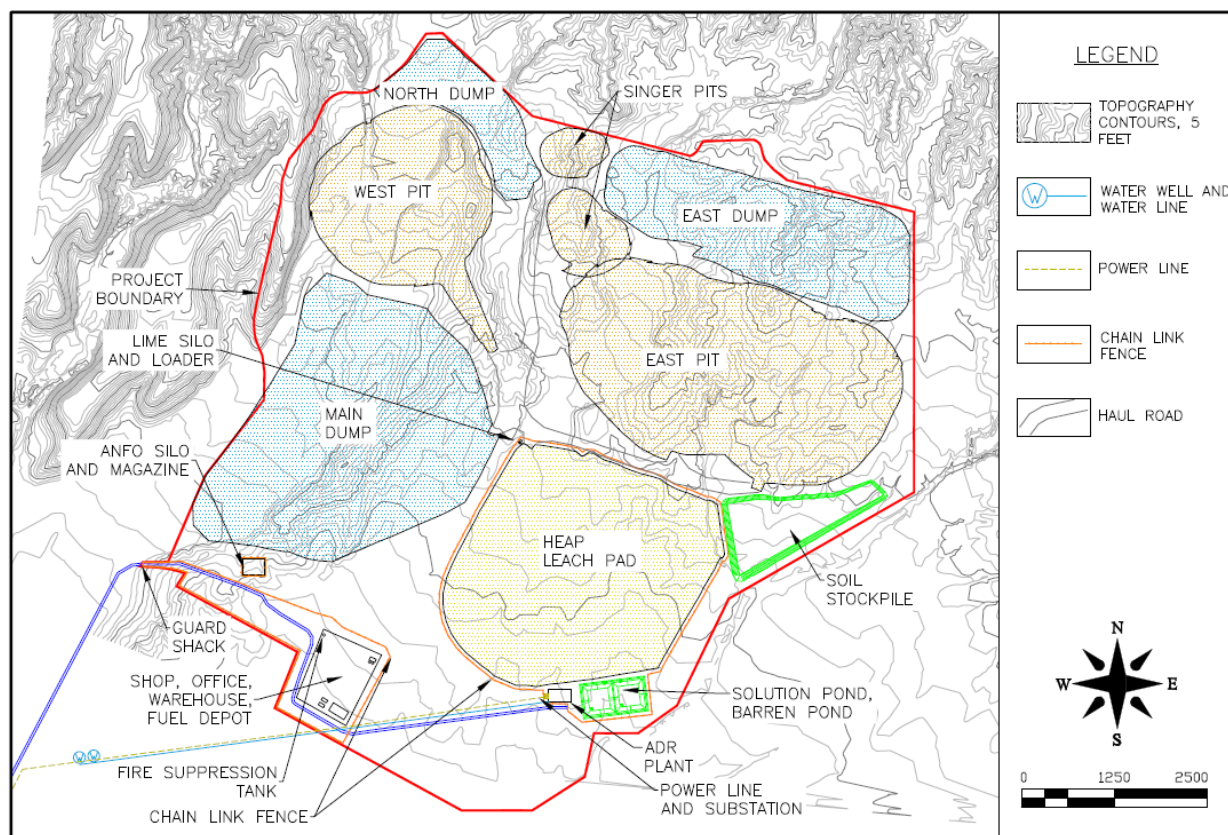 NORTH DUMP
SINGER PITS
WEST PIT
EAST DUMP
PROJECT
BOUNDARY
LIME SILO
AND LOADER
EAST PIT
MAIN
DUMP
ANFO SILO
AND MAGAZINE
HEAP
LEACH PAD
SOIL
STOCKPILE
GUARD
SHACK
SHOP, OFFICE,
WAREHOUSE,
FUEL DEPOT
SOLUTION POND,
BARREN POND
W W
FIRE SUPPRESSION
TANK
ADR
PLANT
CHAIN LINK FENCE
POWER LINE
AND SUBSTATION
LEGEND
TOPOGRAPHY
CONTOURS, 5
FEET
W
WATER WELL AND
WATER LINE
POWER LINE
CHAIN LINK
FENCE
HAUL ROAD
N
W E
S
0 1250 2500